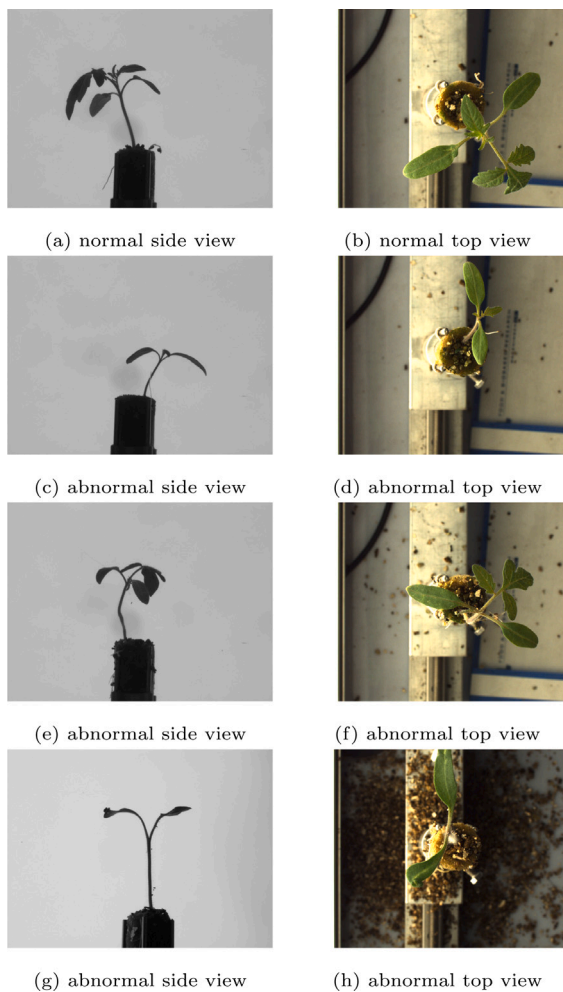 (a) normal side view
(b) normal top view
(c) abnormal side view
(d) abnormal top view
(e) abnormal side view
(f) abnormal top view
(g) abnormal side view
(h) abnormal top view